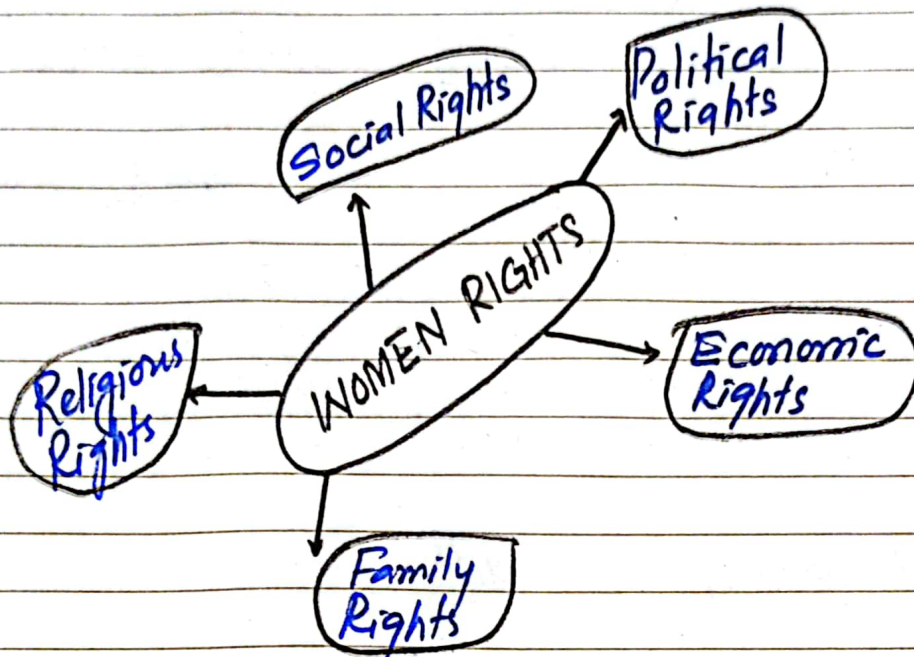 Political
Rights
Social Rights
WOMEN RIGHTS
Economic
Rights
Religious
Rights
Family
Rights